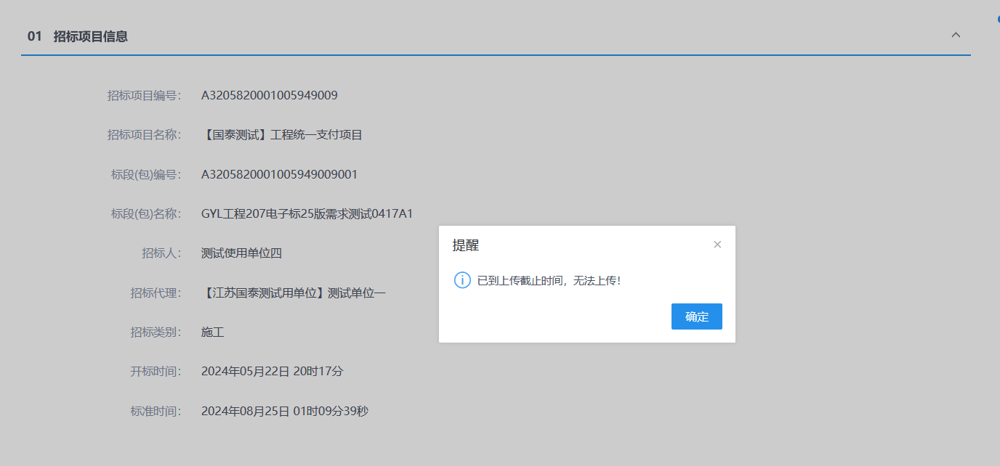 01 招标项目信息
招标项目编号： A3205820001005949009
招标项目名称： 【国泰测试】工程统一支付项目
标段(包)编号： A3205820001005949009001
标段(包)名称： GYL工程207电子标25版需求测试0417A1
提醒
招标人： 测试使用单位四
已到上传截止时间，无法上传！
招标代理： 【江苏国泰测试用单位】测试单位一
确定
招标类别： 施工
开标时间： 2024年05月22日 20时17分
标准时间： 2024年08月25日 01时09分39秒